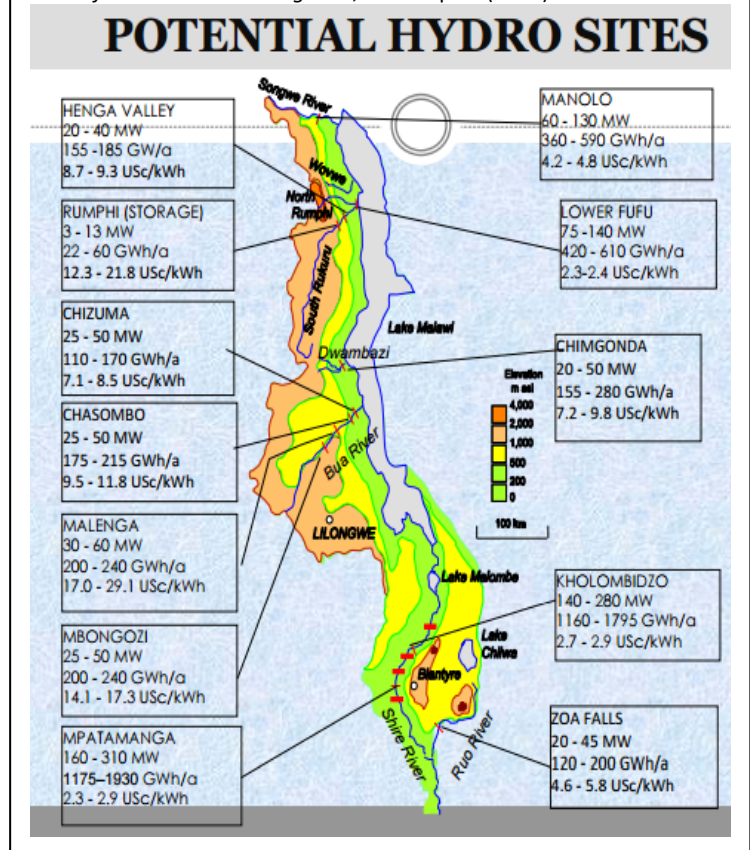 POTENTIAL HYDRO SITES
HENGA VALLEY
20 - 40 MW
155 -185 GW/a
8.7 - 9.3 USc/kWh
RUMPHI (STORAGE)
3 - 13 MW
22 - 60 GWh/a
12.3 - 21.8 USc/kWh
CHIZUMA
25 - 50 MW
110 - 170 GWh/a
7.1 - 8.5 USc/kWh
CHASOMBO
25 - 50 MW
175 - 215 GWh/a
9.5 - 11.8 USc/kWh
MALENGA
30 - 60 MW
200 - 240 GWh/a
17.0 - 29.1 USc/kWh
MBONGOZI
25 - 50 MW
200 - 240 GWh/a
14.1 - 17.3 USc/kWh
MPATAMANGA
160 - 310 MW
1175–1930 GWh/a
2.3 - 2.9 USc/kWh
Songwe River
Wovwe
North
Rumphi
South Rukuru
Lake Malawi
Dwambazi
Bua River
LILONGWE
Elevation
m asl
4,000
2,000
1,000
500
200
0
100 km
Lake Malombe
Lake
Chilwa
Blantyre
Shire River
Ruo River
MANOLO
60 - 130 MW
360 - 590 GWh/a
4.2 - 4.8 USc/kWh
LOWER FUFU
75 -140 MW
420 - 610 GWh/a
2.3-2.4 USc/kWh
CHIMGONDA
20 - 50 MW
155 - 280 GWh/a
7.2 - 9.8 USc/kWh
KHOLOMBIDZO
140 - 280 MW
1160 - 1795 GWh/a
2.7 - 2.9 USc/kWh
ZOA FALLS
20 - 45 MW
120 - 200 GWh/a
4.6 - 5.8 USc/kWh